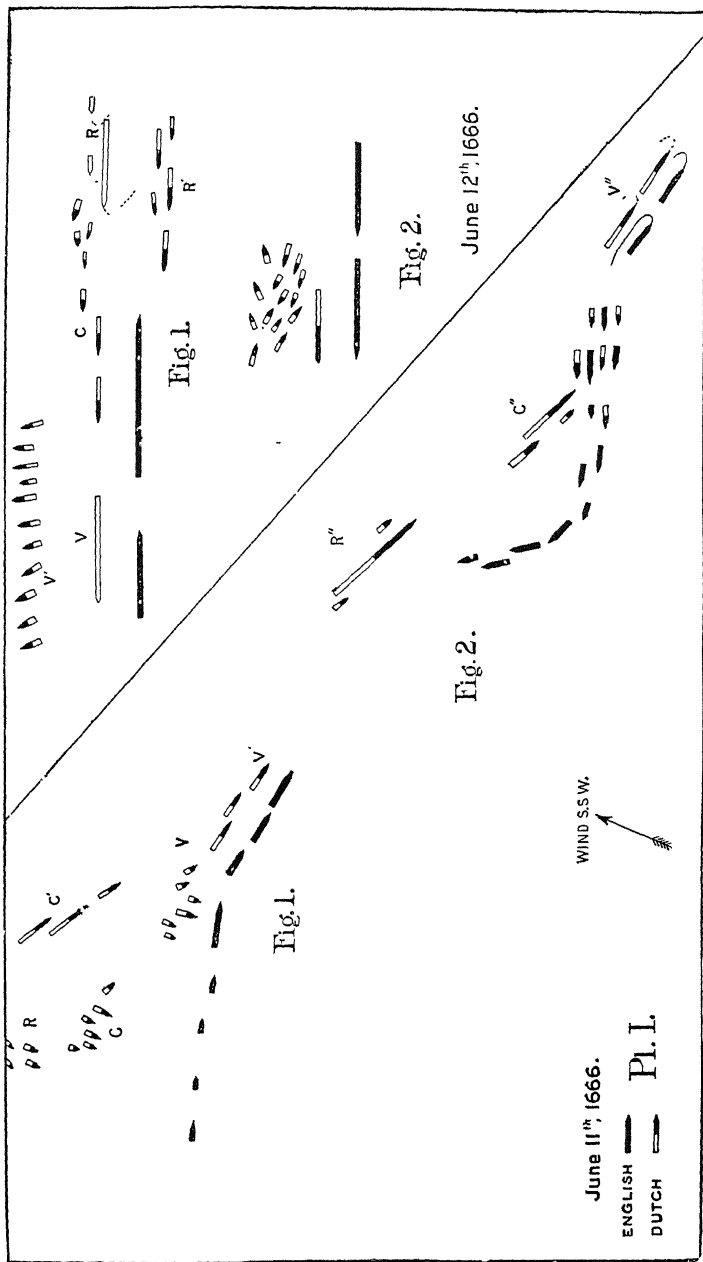 June 11th, 1666.
ENGLISH
DUTCH
Pl. I.
WIND S.S.W.
Fig. 1.
R
C
C'
V
V'
Fig. 2.
R"
C"
V"
June 12th, 1666.
Fig. 1.
V'
V
C
R
R'
Fig. 2.